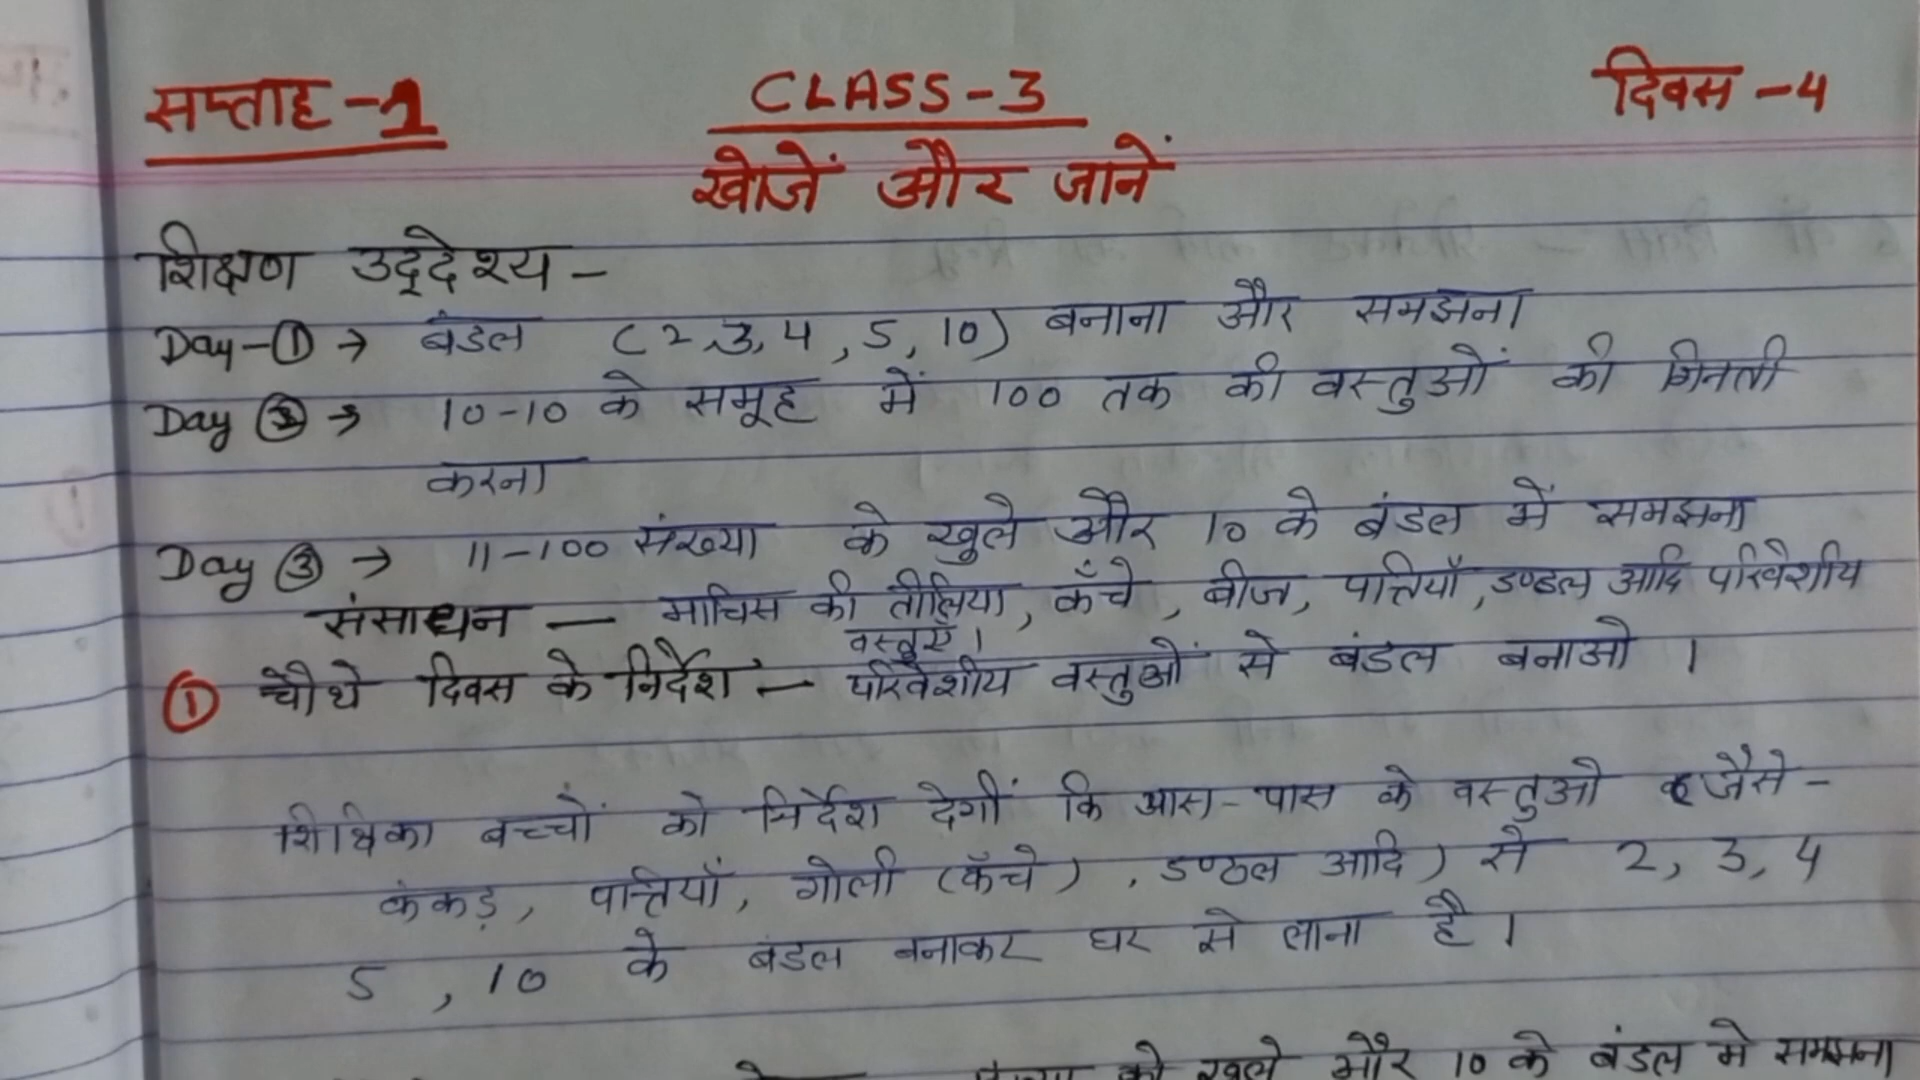 सप्ताह -1 CLASS-3 दिवस -4
खोजें और जानें
शिक्षण उद्देश्य -
Day-① → बंडल (2,3,4,5,10) बनाना और समझना
Day ② → 10-10 के समूह में 100 तक की वस्तुओं की गिनती
करना
Day ③ → 11-100 संख्या के खुले और 10 के बंडल में समझना
संसाधन — माचिस की तीलिया, कँचे, बीज, पत्तियाँ, डण्डल आदि परिवेशीय
वस्तुए।
① चौथे दिवस के निर्देश - परिवेशीय वस्तुओं से बंडल बनाओ ।
शिक्षिका बच्चों को निर्देश देगीं कि आस-पास के वस्तुओ (जैसे-
कंकड़, पत्तियाँ, गोली (कँचे), डण्ठल आदि) से 2, 3, 4
5, 10 के बंडल बनाकर घर से लाना है।
को खुले और 10 के बंडल मे समझना